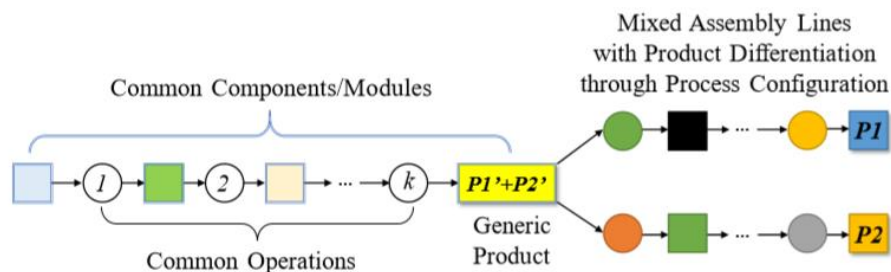 Mixed Assembly Lines
with Product Differentiation
through Process Configuration
Common Components/Modules
1
2
...
k
P1’+P2’
... 
P1
... 
P2
Generic
Product
Common Operations